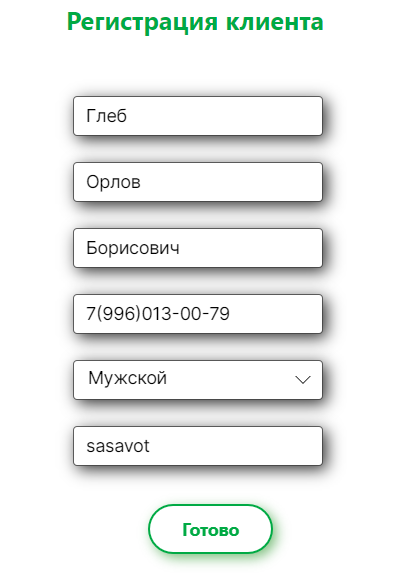 Регистрация клиента
Глеб
Орлов
Борисович
7(996)013-00-79
Мужской
sasavot
Готово